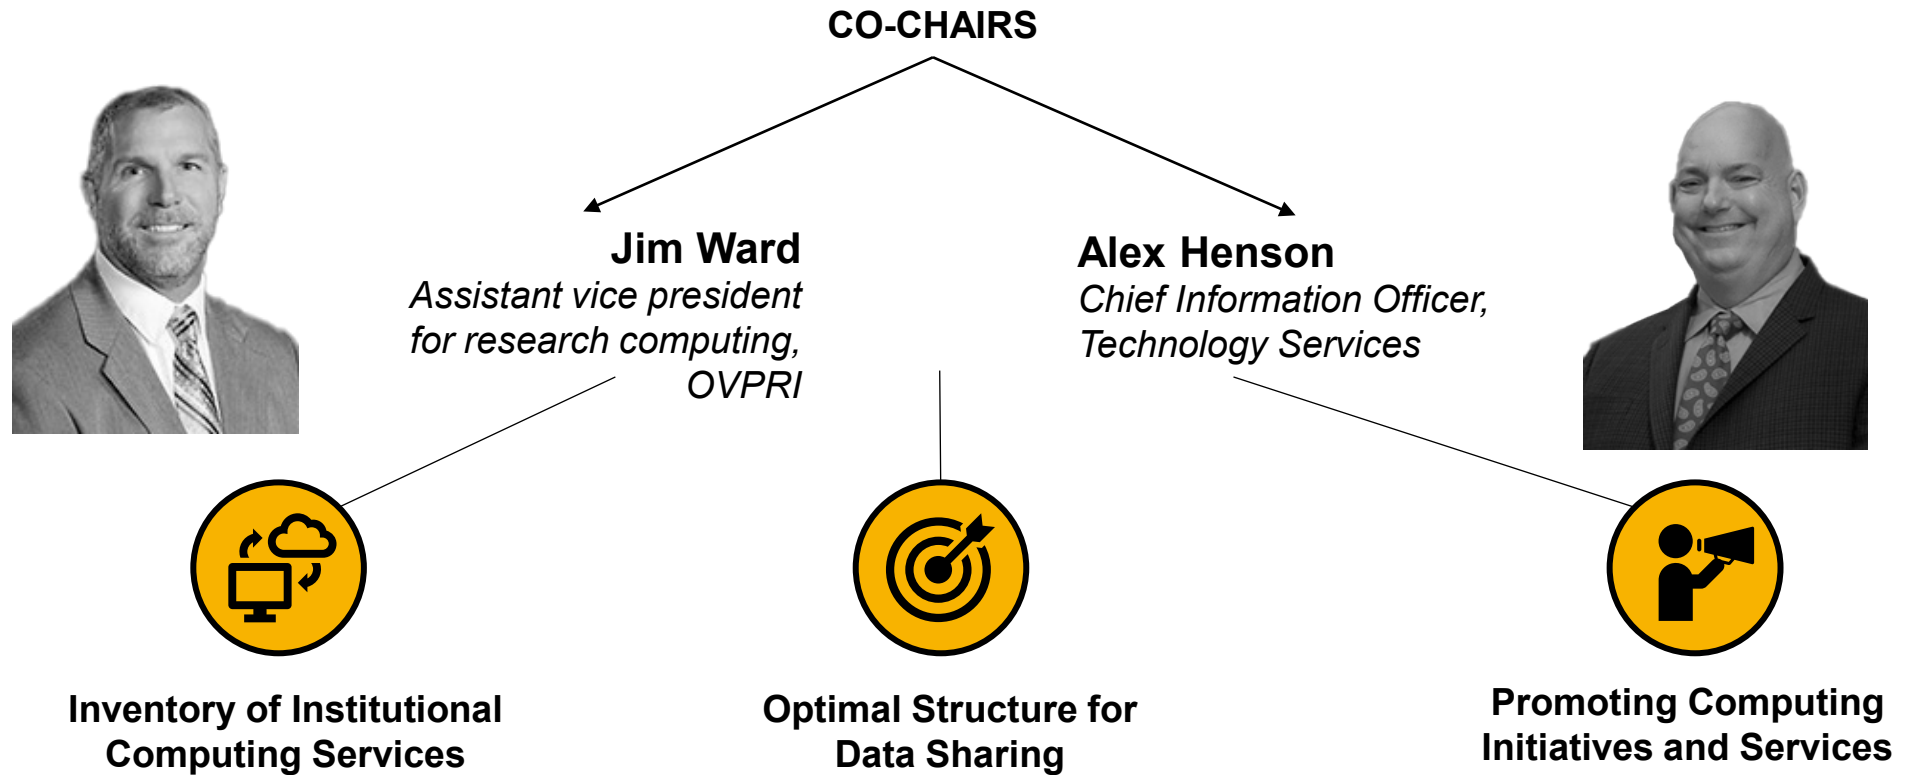 CO-CHAIRS
Jim Ward
Assistant vice president
for research computing,
OVPRI
Alex Henson
Chief Information Officer,
Technology Services
Inventory of Institutional
Computing Services
Optimal Structure for
Data Sharing
Promoting Computing
Initiatives and Services